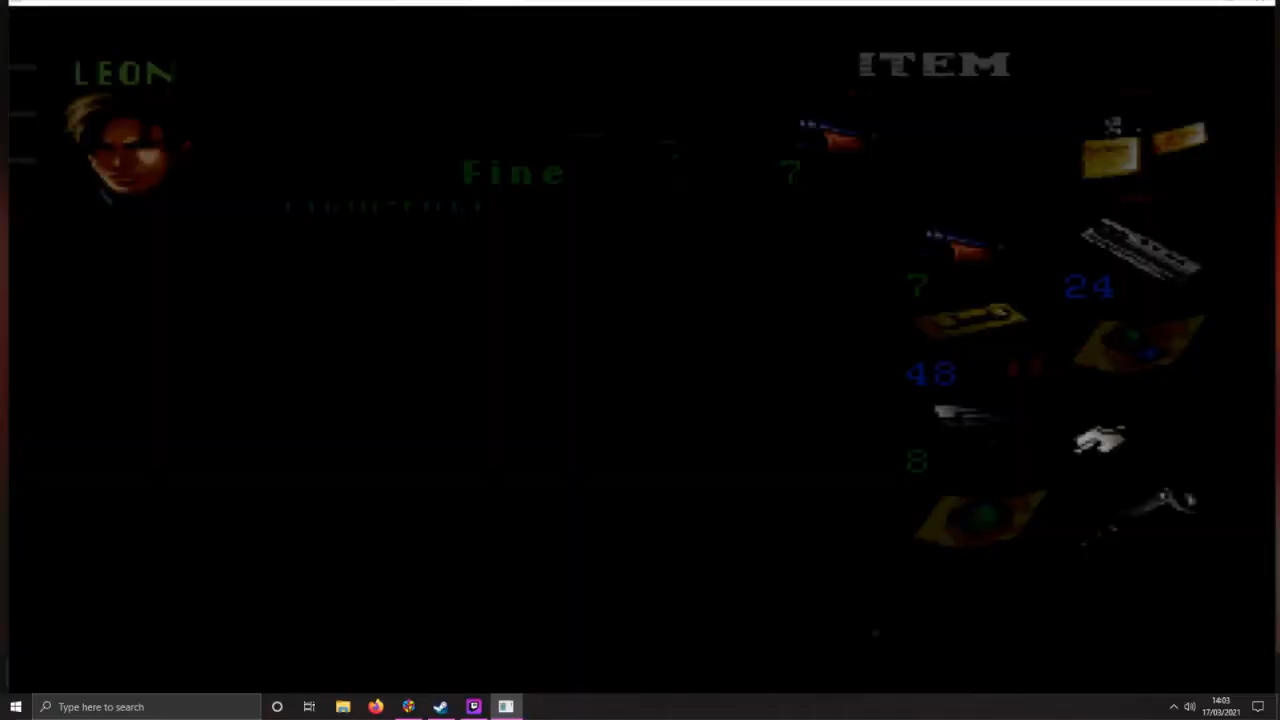 LEON
ITEM
Fine
7
7
24
48
8
Type here to search
14:03
17/03/2021